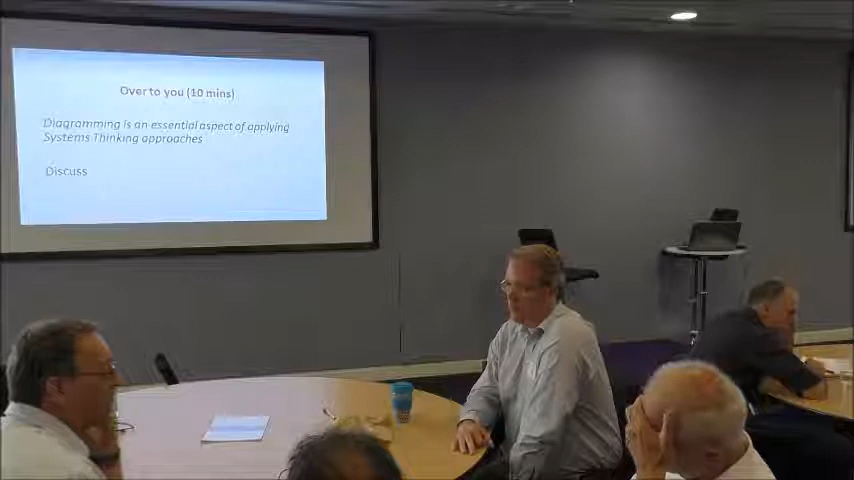 Over to you (10 mins)
Diagramming is an essential aspect of applying
Systems Thinking approaches
Discuss